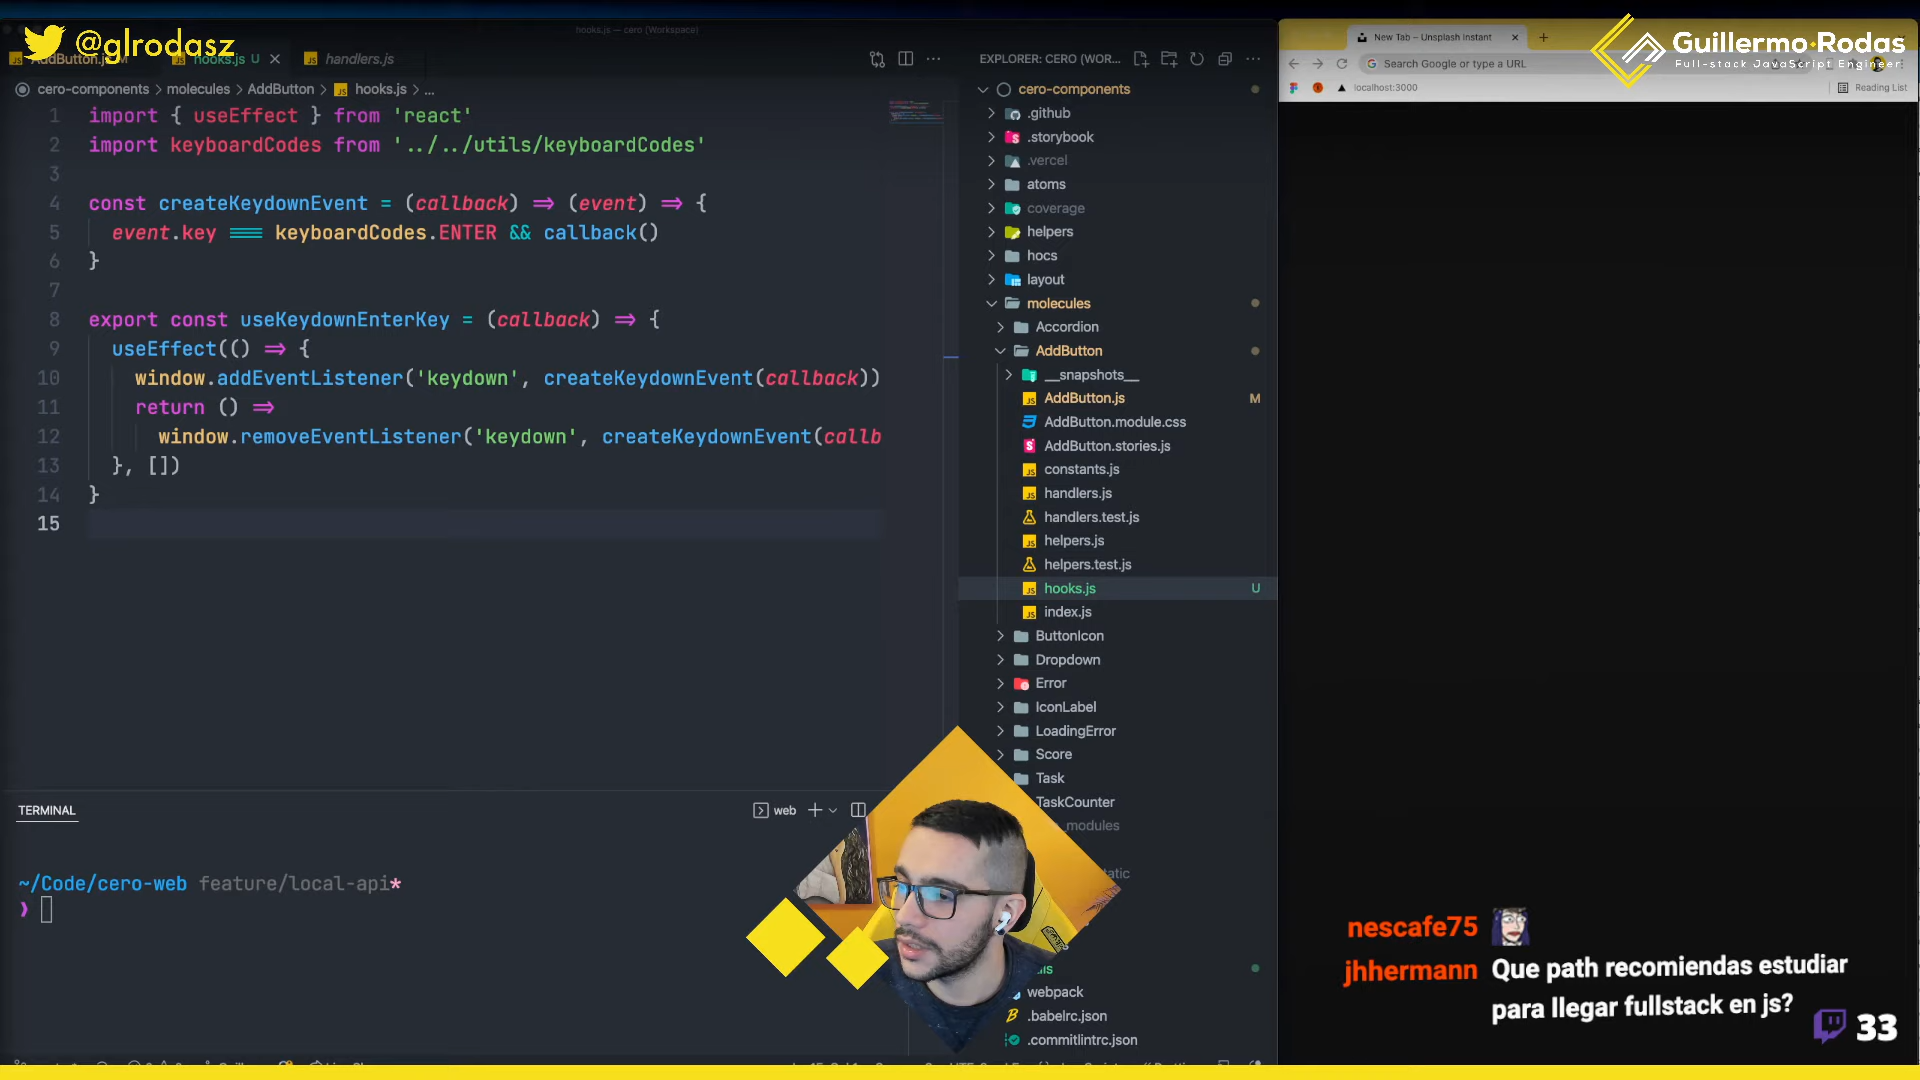 @glrodasz
hooks.js — cero (Workspace)
AddButton.js M
hooks.js U
handlers.js
cero-components > molecules > AddButton > hooks.js > ...
1 import { useEffect } from 'react'
2 import keyboardCodes from '../../utils/keyboardCodes'
3
4 const createKeydownEvent = (callback) => (event) => {
5 event.key === keyboardCodes.ENTER && callback()
6 }
7
8 export const useKeydownEnterKey = (callback) => {
9 useEffect(() => {
10 window.addEventListener('keydown', createKeydownEvent(callback))
11 return () =>
12 window.removeEventListener('keydown', createKeydownEvent(callb
13 }, [])
14 }
15
TERMINAL
web
~/Code/cero-web feature/local-api*
EXPLORER: CERO (WOR...
cero-components
.github
.storybook
.vercel
atoms
coverage
helpers
hocs
layout
molecules
Accordion
AddButton
__snapshots__
AddButton.js M
AddButton.module.css
AddButton.stories.js
constants.js
handlers.js
handlers.test.js
helpers.js
helpers.test.js
hooks.js U
index.js
ButtonIcon
Dropdown
Error
IconLabel
LoadingError
Score
Task
TaskCounter
_modules
webpack
.babelrc.json
.commitlintrc.json
New Tab – Unsplash Instant
Search Google or type a URL
localhost:3000
Reading List
Guillermo Rodas
Full-stack JavaScript Engineer
nescafe75
jhhermann Que path recomiendas estudiar
para llegar fullstack en js?
33